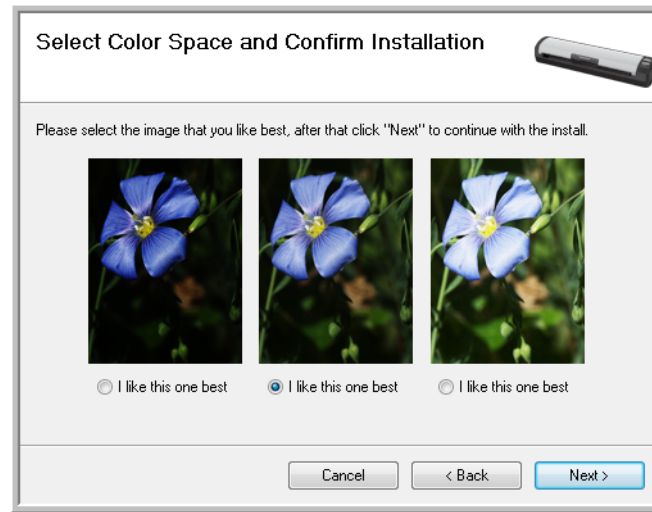 Select Color Space and Confirm Installation
Please select the image that you like best, after that click "Next" to continue with the install.
I like this one best I like this one best I like this one best
Cancel < Back Next >